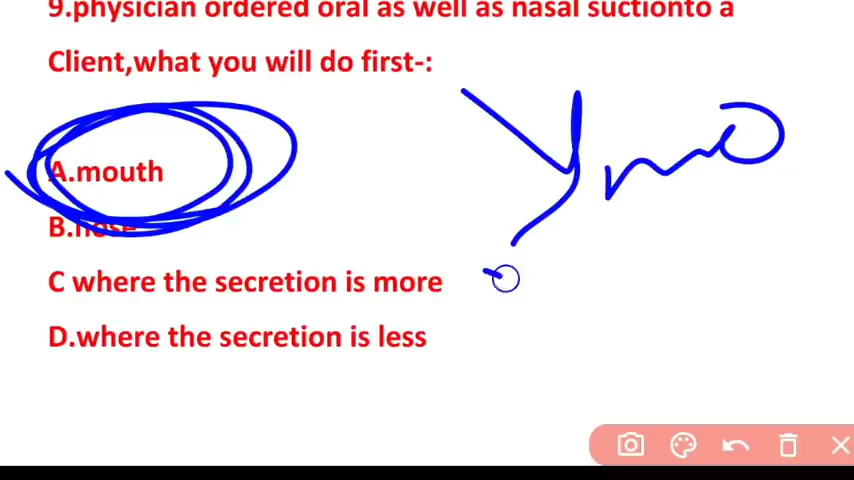 9.physician ordered oral as well as nasal suctionto a
Client,what you will do first-:
A.mouth
B.nose
C where the secretion is more
D.where the secretion is less